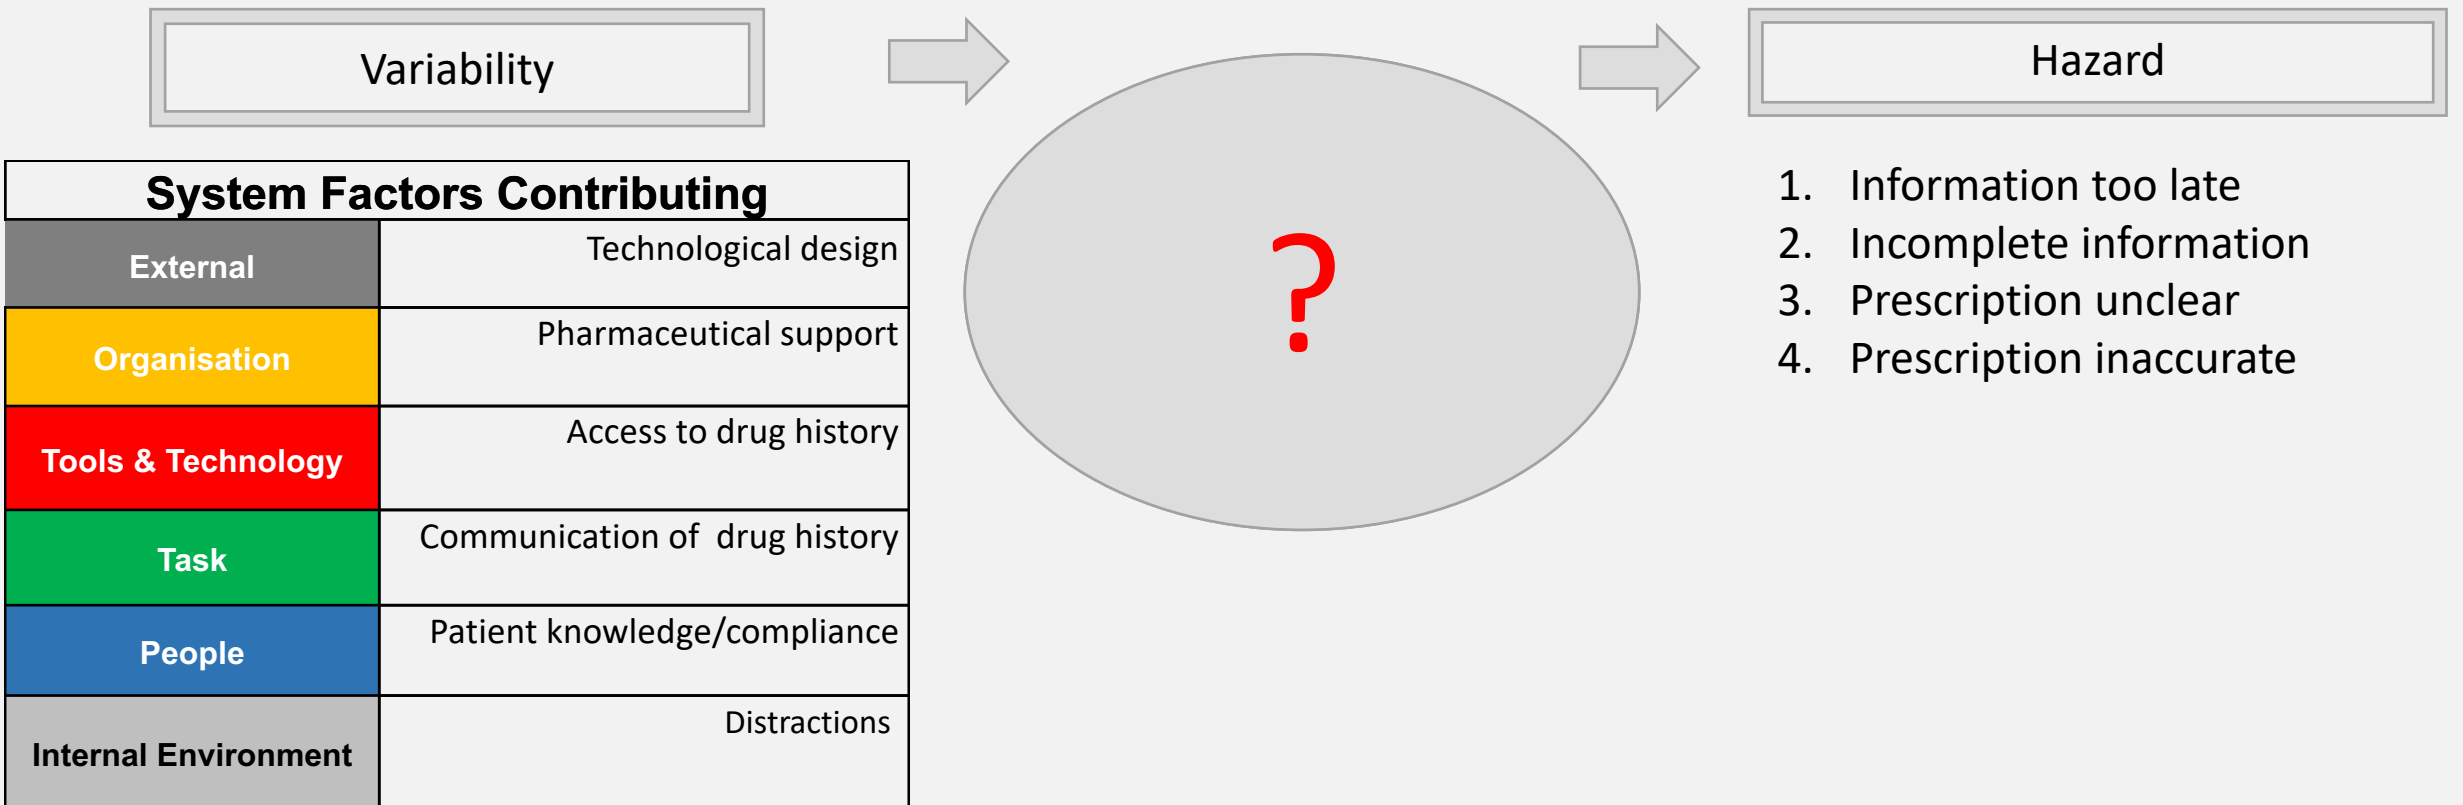 Variability
Hazard
System Factors Contributing
External
Technological design
Organisation
Pharmaceutical support
Tools & Technology
Access to drug history
Task
Communication of  drug history
People
Patient knowledge/compliance
Internal Environment
Distractions
?
1. Information too late
2. Incomplete information
3. Prescription unclear
4. Prescription inaccurate